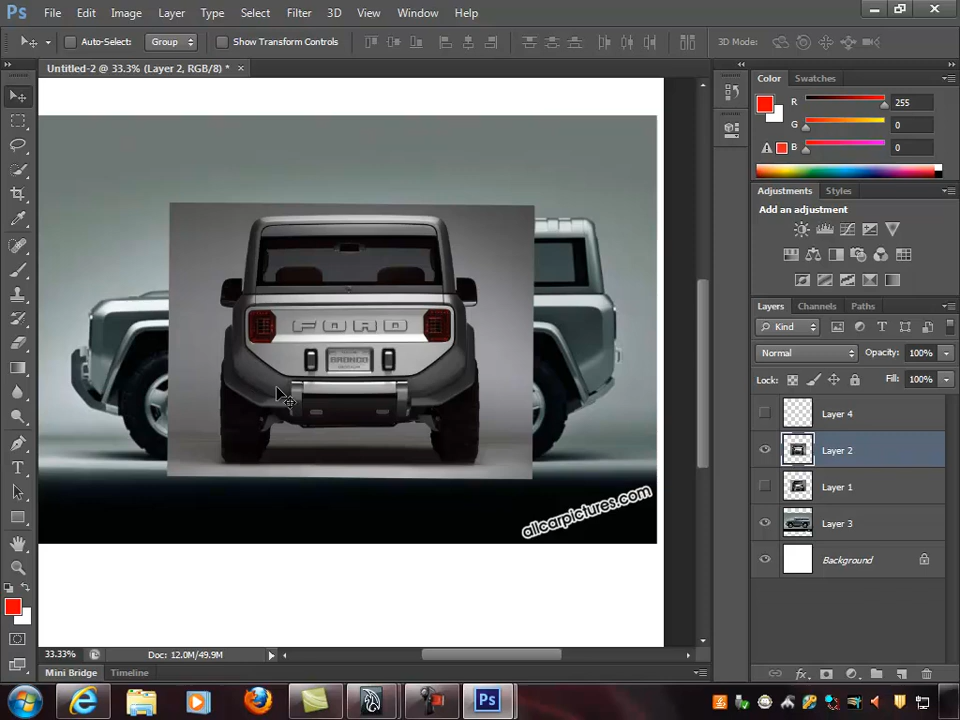 Ps File Edit Image Layer Type Select Filter 3D View Window Help
Auto-Select: Group Show Transform Controls 3D Mode:
Untitled-2 @ 33.3% (Layer 2, RGB/8) * ×
Color Swatches
R 255
G 0
B 0
Adjustments Styles
Add an adjustment
Layers Channels Paths
Kind
Normal Opacity: 100%
Lock: Fill: 100%
Layer 4
Layer 2
Layer 1
Layer 3
Background
FORD
BRONCO
allcarpictures.com
33.33% Doc: 12.0M/49.9M
Mini Bridge Timeline
Ps